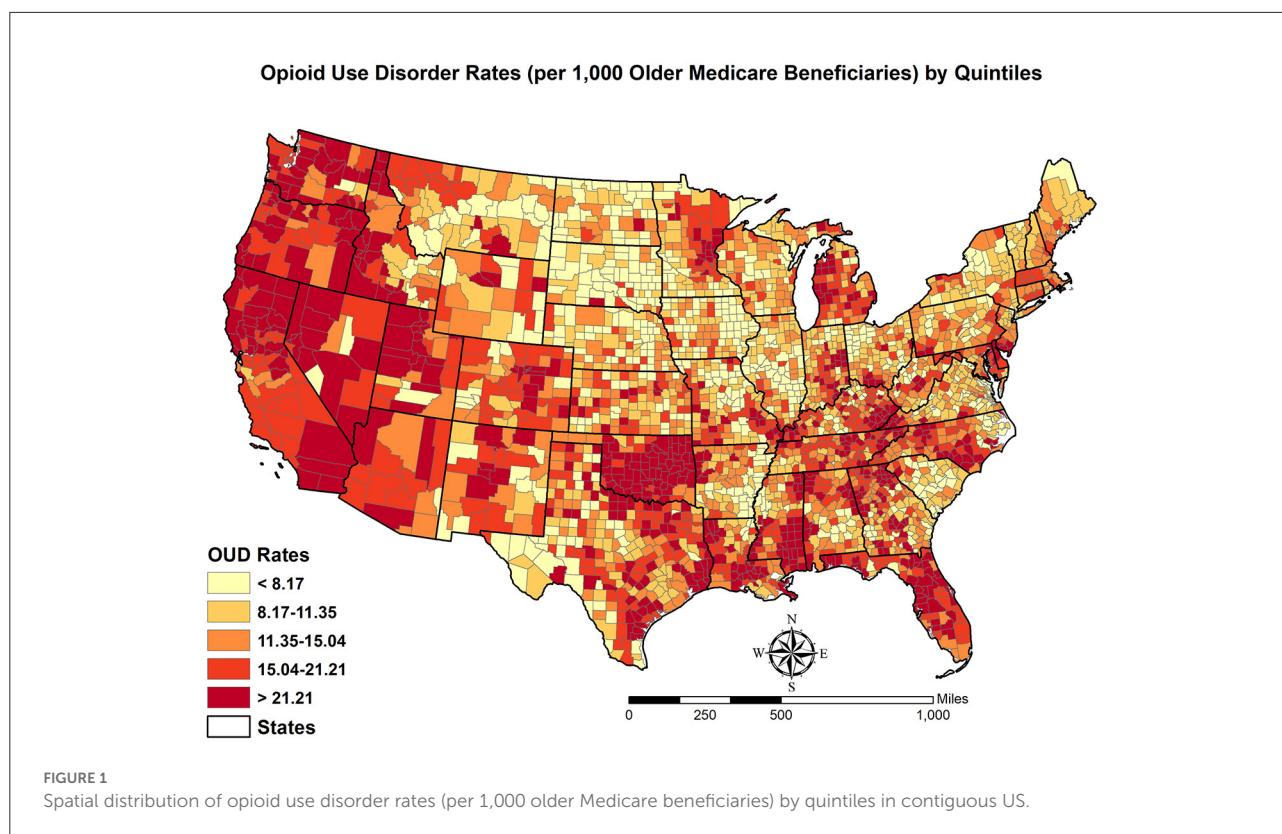 Opioid Use Disorder Rates (per 1,000 Older Medicare Beneficiaries) by Quintiles
OUD Rates
< 8.17
8.17-11.35
11.35-15.04
15.04-21.21
> 21.21
States
N
W E
S
Miles
0 250 500 1,000
FIGURE 1
Spatial distribution of opioid use disorder rates (per 1,000 older Medicare beneficiaries) by quintiles in contiguous US.